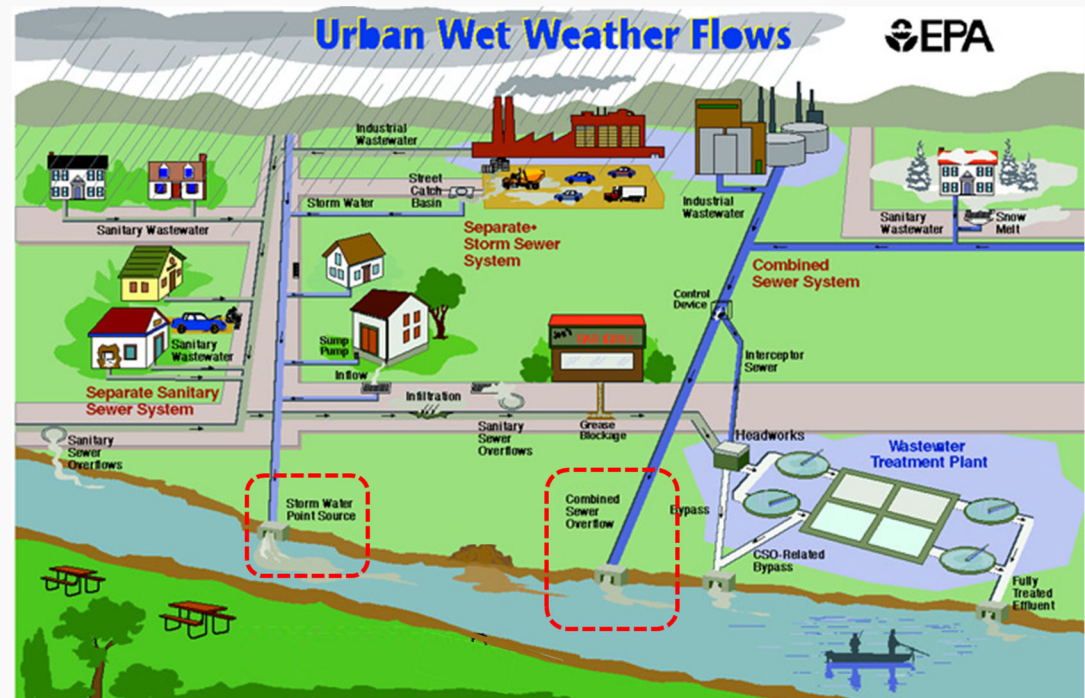 Urban Wet Weather Flows
EPA
Industrial
Wastewater
Street
Catch
Basin
Storm Water
Sanitary Wastewater
Separate
Storm Sewer
System
Industrial
Wastewater
Sanitary
Wastewater
Snow
Melt
Combined
Sewer System
Control
Device
Interceptor
Sewer
Sanitary
Wastewater
Sump
Pump
Inflow
Separate Sanitary
Sewer System
Infiltration
Sanitary
Sewer
Overflows
Grease
Blockage
Sanitary
Sewer
Overflows
Headworks
Wastewater
Treatment Plant
Storm Water
Point Source
Combined
Sewer
Overflow
Bypass
CSO-Related
Bypass
Fully
Treated
Effluent